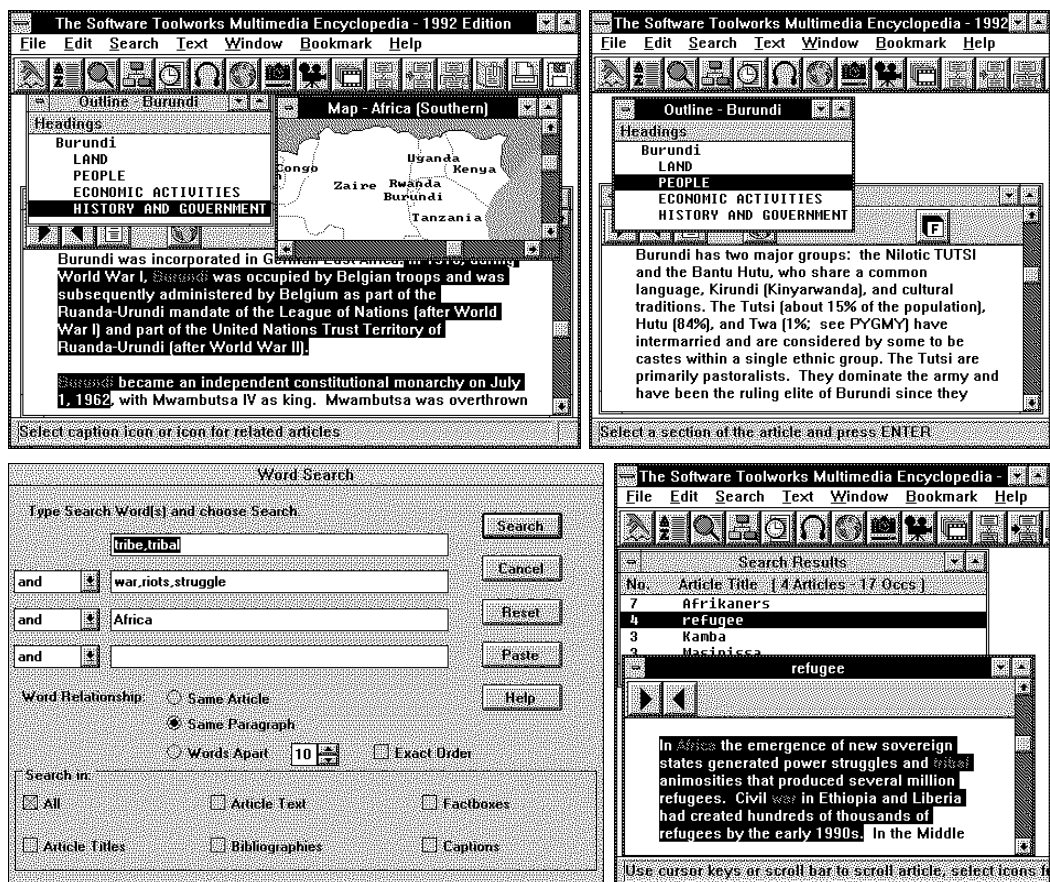 The Software Toolworks Multimedia Encyclopedia - 1992 Edition
File Edit Search Text Window Bookmark Help
Outline - Burundi
Headings
Burundi
LAND
PEOPLE
ECONOMIC ACTIVITIES
HISTORY AND GOVERNMENT
Map - Africa (Southern)
Congo
Uganda
Kenya
Zaire
Rwanda
Burundi
Tanzania
Burundi was incorporated in German East Africa. In 1916, during
World War I, Burundi was occupied by Belgian troops and was
subsequently administered by Belgium as part of the
Ruanda-Urundi mandate of the League of Nations (after World
War I) and part of the United Nations Trust Territory of
Ruanda-Urundi (after World War II).
Burundi became an independent constitutional monarchy on July
1, 1962, with Mwambutsa IV as king. Mwambutsa was overthrown
Select caption icon or icon for related articles
The Software Toolworks Multimedia Encyclopedia - 1992
File Edit Search Text Window Bookmark Help
Outline - Burundi
Headings
Burundi
LAND
PEOPLE
ECONOMIC ACTIVITIES
HISTORY AND GOVERNMENT
F
Burundi has two major groups: the Nilotic TUTSI
and the Bantu Hutu, who share a common
language, Kirundi (Kinyarwanda), and cultural
traditions. The Tutsi (about 15% of the population),
Hutu (84%), and Twa (1%; see PYGMY) have
intermarried and are considered by some to be
castes within a single ethnic group. The Tutsi are
primarily pastoralists. They dominate the army and
have been the ruling elite of Burundi since they
Select a section of the article and press ENTER
Word Search
Type Search Word(s) and choose Search
tribe,tribal
and war,riots,struggle
and Africa
and
Search
Cancel
Reset
Paste
Help
Word Relationship: Same Article
Same Paragraph
Words Apart 10 Exact Order
Search in:
All Article Text Factboxes
Article Titles Bibliographies Captions
The Software Toolworks Multimedia Encyclopedia -
File Edit Search Text Window Bookmark Help
Search Results
No. Article Title [ 4 Articles - 17 Occs ]
7 Afrikaners
4 refugee
3 Kamba
3 Masinissa
refugee
In Africa the emergence of new sovereign
states generated power struggles and tribal
animosities that produced several million
refugees. Civil war in Ethiopia and Liberia
had created hundreds of thousands of
refugees by the early 1990s. In the Middle
Use cursor keys or scroll bar to scroll article, select icons